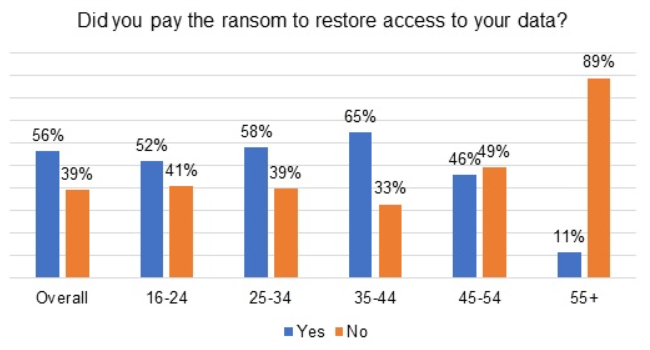 Did you pay the ransom to restore access to your data?
56% 39% 52% 41% 58% 39% 65% 33% 46% 49% 11% 89%
Overall 16-24 25-34 35-44 45-54 55+
Yes No